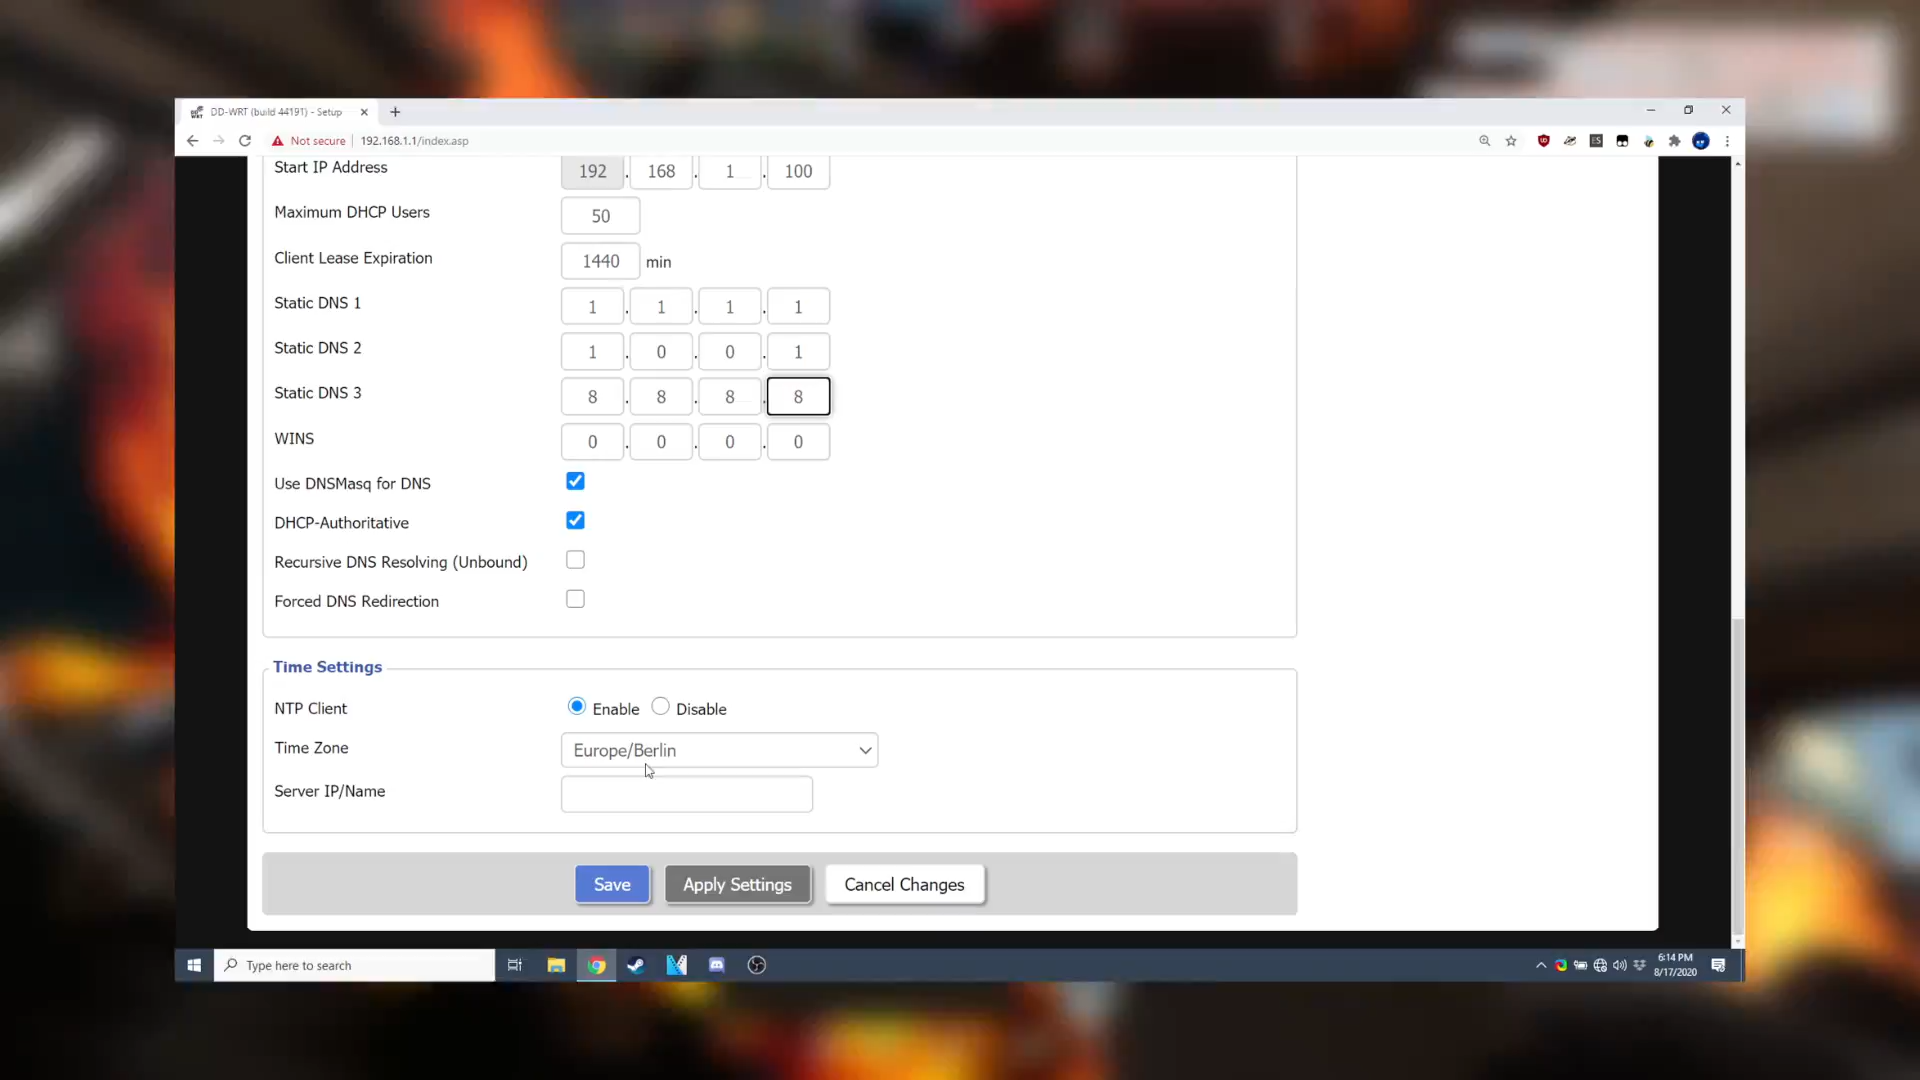 DD-WRT (build 44191) - Setup
Not secure 192.168.1.1/index.asp
Start IP Address 192 . 168 . 1 . 100
Maximum DHCP Users 50
Client Lease Expiration 1440 min
Static DNS 1 1 . 1 . 1 . 1
Static DNS 2 1 . 0 . 0 . 1
Static DNS 3 8 . 8 . 8 . 8
WINS 0 . 0 . 0 . 0
Use DNSMasq for DNS
DHCP-Authoritative
Recursive DNS Resolving (Unbound)
Forced DNS Redirection
Time Settings
NTP Client Enable Disable
Time Zone Europe/Berlin
Server IP/Name
Save Apply Settings Cancel Changes
Type here to search
6:14 PM
8/17/2020